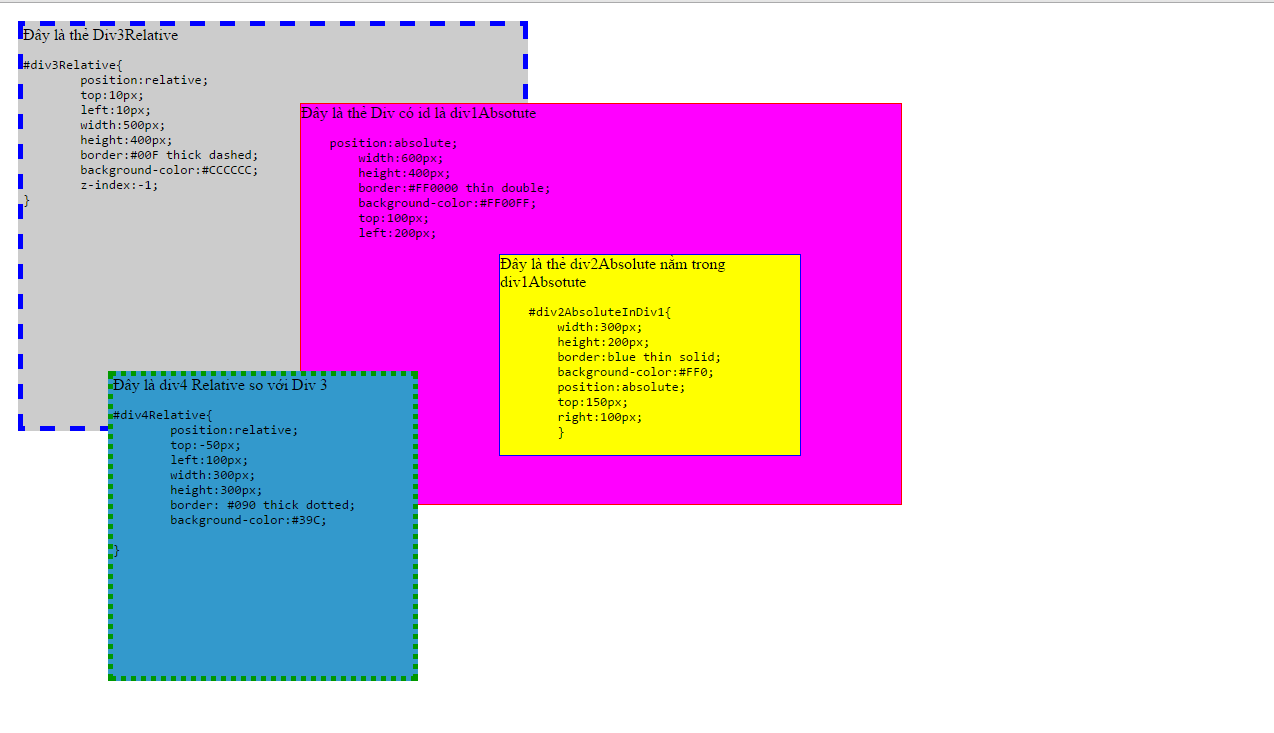 Đây là thẻ Div3Relative
#div3Relative{
position:relative;
top:10px;
left:10px;
width:500px;
height:400px;
border:#00F thick dashed;
background-color:#CCCCCC;
z-index:-1;
}
Đây là thẻ Div có id là div1Absotute
position:absolute;
width:600px;
height:400px;
border:#FF0000 thin double;
background-color:#FF00FF;
top:100px;
left:200px;
Đây là thẻ div2Absolute nằm trong
div1Absotute
#div2AbsoluteInDiv1{
width:300px;
height:200px;
border:blue thin solid;
background-color:#FF0;
position:absolute;
top:150px;
right:100px;
}
Đây là div4 Relative so với Div 3
#div4Relative{
position:relative;
top:-50px;
left:100px;
width:300px;
height:300px;
border: #090 thick dotted;
background-color:#39C;
}